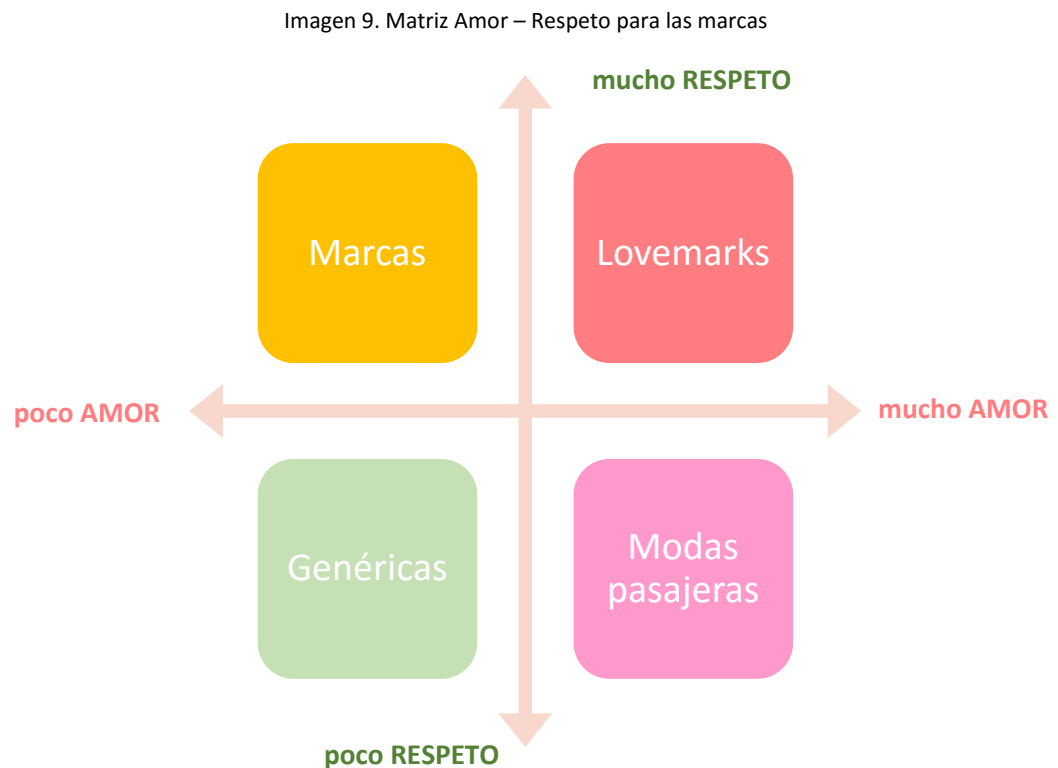 Imagen 9. Matriz Amor – Respeto para las marcas
mucho RESPETO
Marcas
Lovemarks
poco AMOR
mucho AMOR
Genéricas
Modas
pasajeras
poco RESPETO